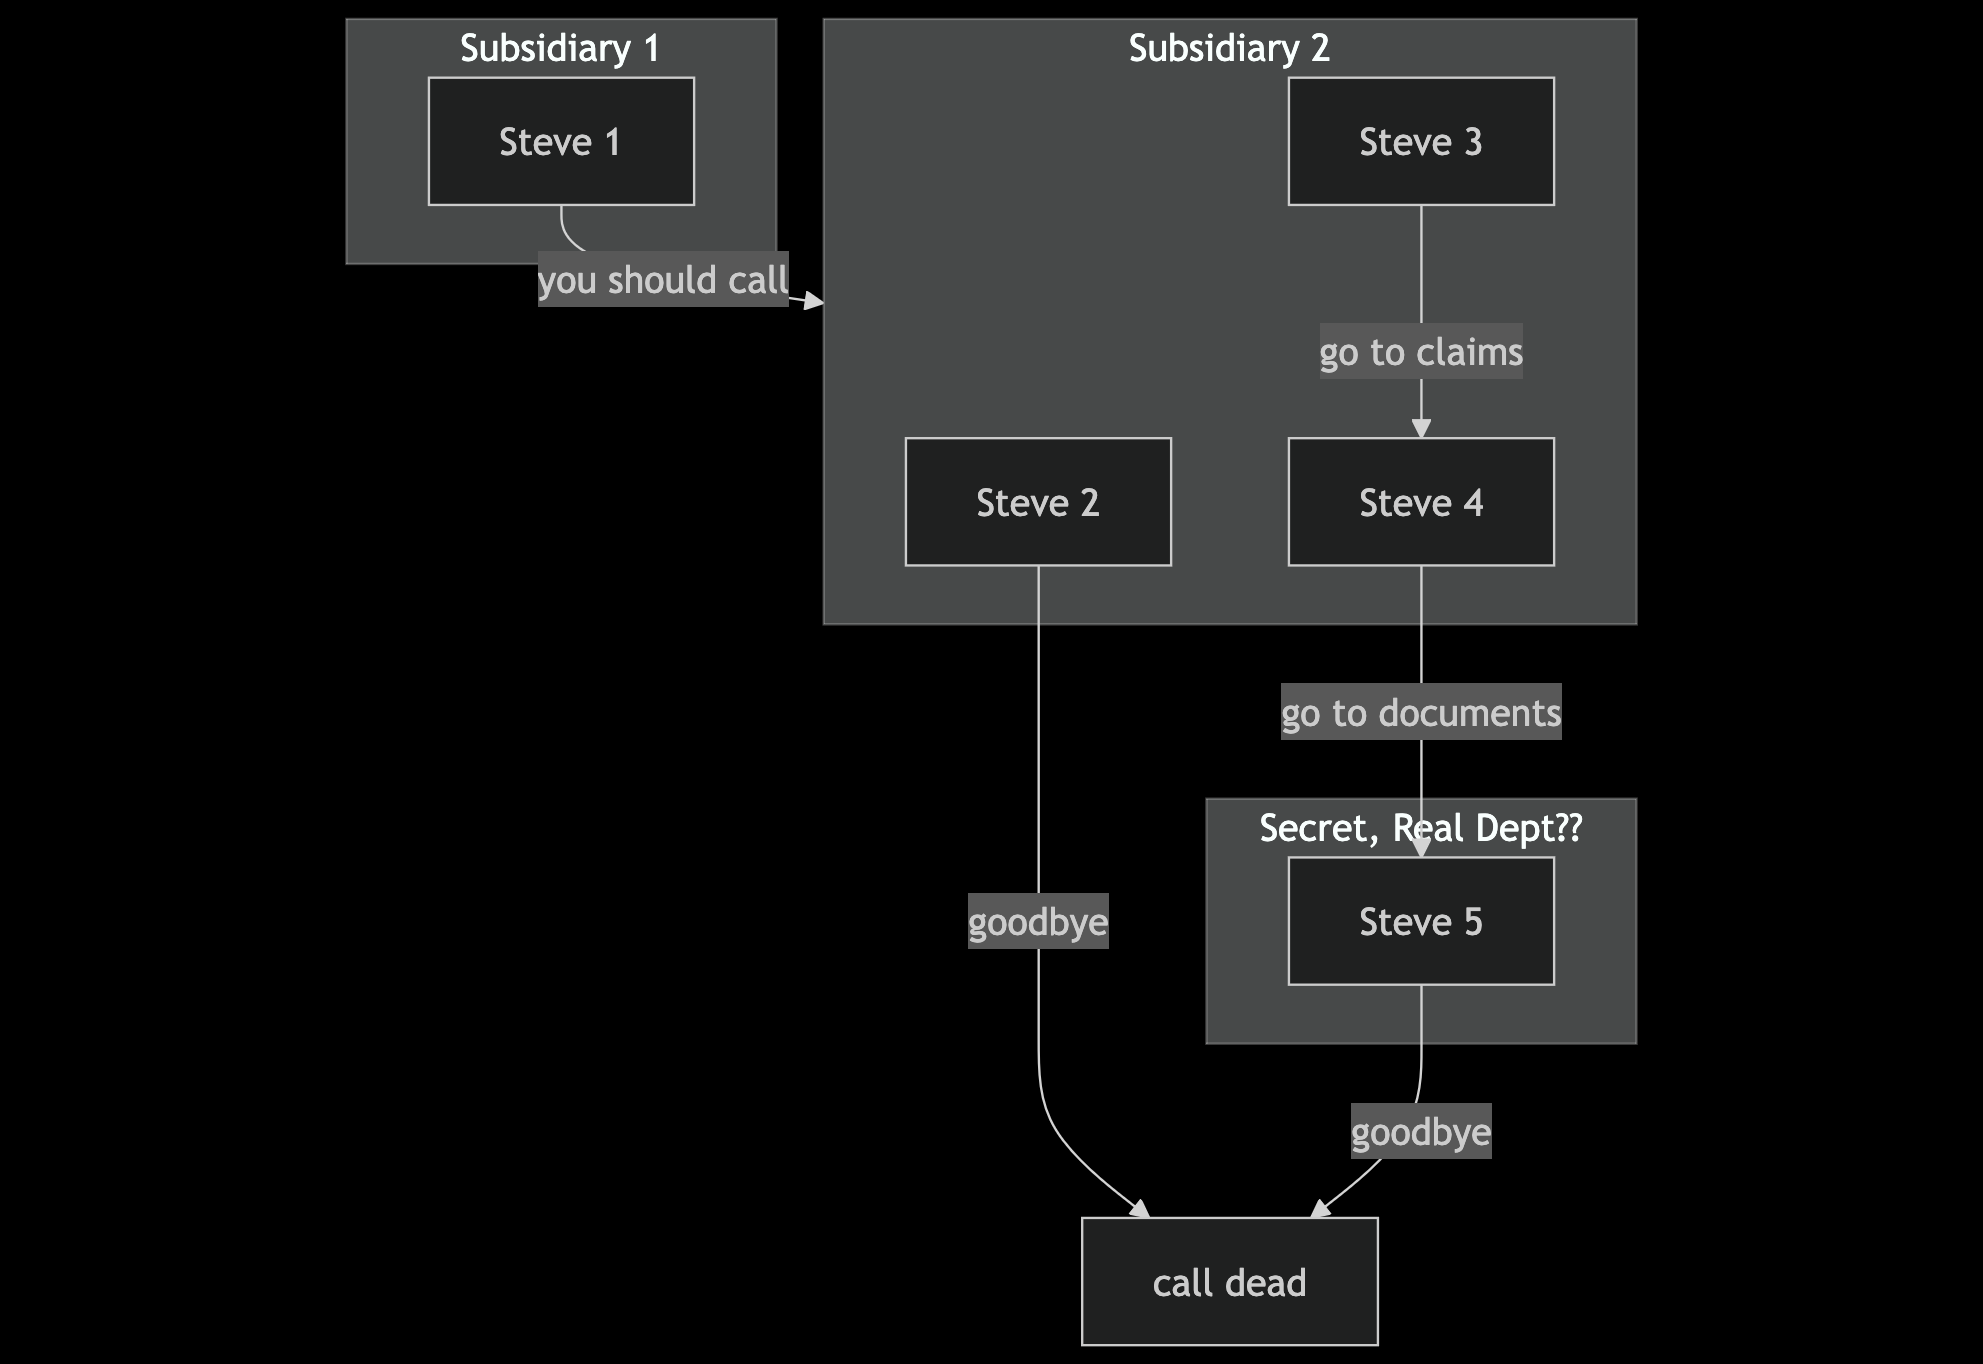 Subsidiary 1
Subsidiary 2
Steve 1
Steve 3
you should call
go to claims
Steve 2
Steve 4
go to documents
Secret, Real Dept??
goodbye
Steve 5
goodbye
call dead